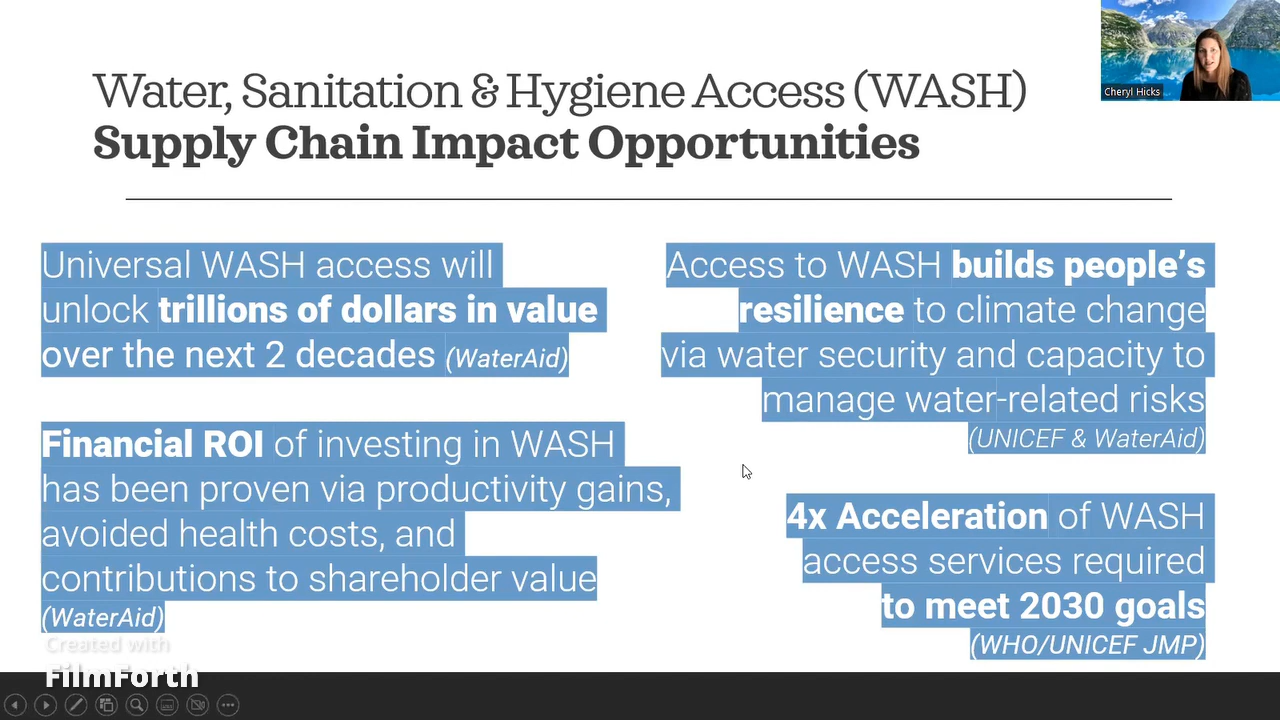 Water, Sanitation & Hygiene Access (WASH)
Supply Chain Impact Opportunities
Cheryl Hicks
Universal WASH access will
unlock trillions of dollars in value
over the next 2 decades (WaterAid)
Financial ROI of investing in WASH
has been proven via productivity gains,
avoided health costs, and
contributions to shareholder value
(WaterAid)
Access to WASH builds people’s
resilience to climate change
via water security and capacity to
manage water-related risks
(UNICEF & WaterAid)
4x Acceleration of WASH
access services required
to meet 2030 goals
(WHO/UNICEF JMP)
Created with
FilmForth